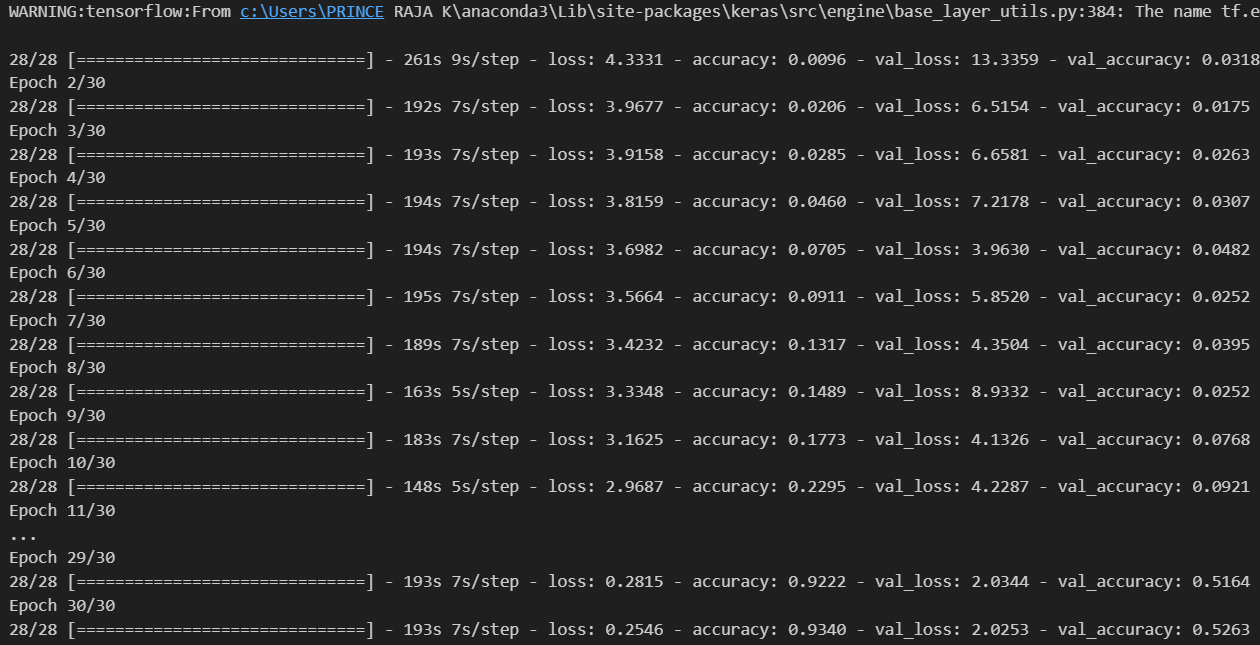 WARNING:tensorflow:From c:\Users\PRINCE RAJA K\anaconda3\Lib\site-packages\keras\src\engine\base_layer_utils.py:384: The name tf.e
28/28 [==============================] - 261s 9s/step - loss: 4.3331 - accuracy: 0.0096 - val_loss: 13.3359 - val_accuracy: 0.0318
Epoch 2/30
28/28 [==============================] - 192s 7s/step - loss: 3.9677 - accuracy: 0.0206 - val_loss: 6.5154 - val_accuracy: 0.0175
Epoch 3/30
28/28 [==============================] - 193s 7s/step - loss: 3.9158 - accuracy: 0.0285 - val_loss: 6.6581 - val_accuracy: 0.0263
Epoch 4/30
28/28 [==============================] - 194s 7s/step - loss: 3.8159 - accuracy: 0.0460 - val_loss: 7.2178 - val_accuracy: 0.0307
Epoch 5/30
28/28 [==============================] - 194s 7s/step - loss: 3.6982 - accuracy: 0.0705 - val_loss: 3.9630 - val_accuracy: 0.0482
Epoch 6/30
28/28 [==============================] - 195s 7s/step - loss: 3.5664 - accuracy: 0.0911 - val_loss: 5.8520 - val_accuracy: 0.0252
Epoch 7/30
28/28 [==============================] - 189s 7s/step - loss: 3.4232 - accuracy: 0.1317 - val_loss: 4.3504 - val_accuracy: 0.0395
Epoch 8/30
28/28 [==============================] - 163s 5s/step - loss: 3.3348 - accuracy: 0.1489 - val_loss: 8.9332 - val_accuracy: 0.0252
Epoch 9/30
28/28 [==============================] - 183s 7s/step - loss: 3.1625 - accuracy: 0.1773 - val_loss: 4.1326 - val_accuracy: 0.0768
Epoch 10/30
28/28 [==============================] - 148s 5s/step - loss: 2.9687 - accuracy: 0.2295 - val_loss: 4.2287 - val_accuracy: 0.0921
Epoch 11/30
...
Epoch 29/30
28/28 [==============================] - 193s 7s/step - loss: 0.2815 - accuracy: 0.9222 - val_loss: 2.0344 - val_accuracy: 0.5164
Epoch 30/30
28/28 [==============================] - 193s 7s/step - loss: 0.2546 - accuracy: 0.9340 - val_loss: 2.0253 - val_accuracy: 0.5263